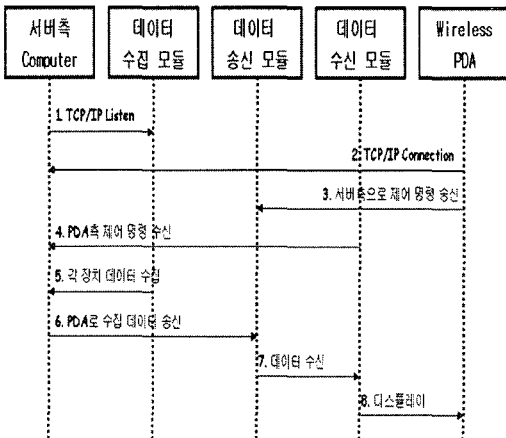 서버측
Computer
데이터
수집 모듈
데이터
송신 모듈
데이터
수신 모듈
Wireless
PDA
1. TCP/IP Listen
2. TCP/IP Connection
3. 서버측으로 제어 명령 송신
4. PDA측 제어 명령 수신
5. 각 장치 데이터 수집
6. PDA로 수집 데이터 송신
7. 데이터 수신
8. 디스플레이